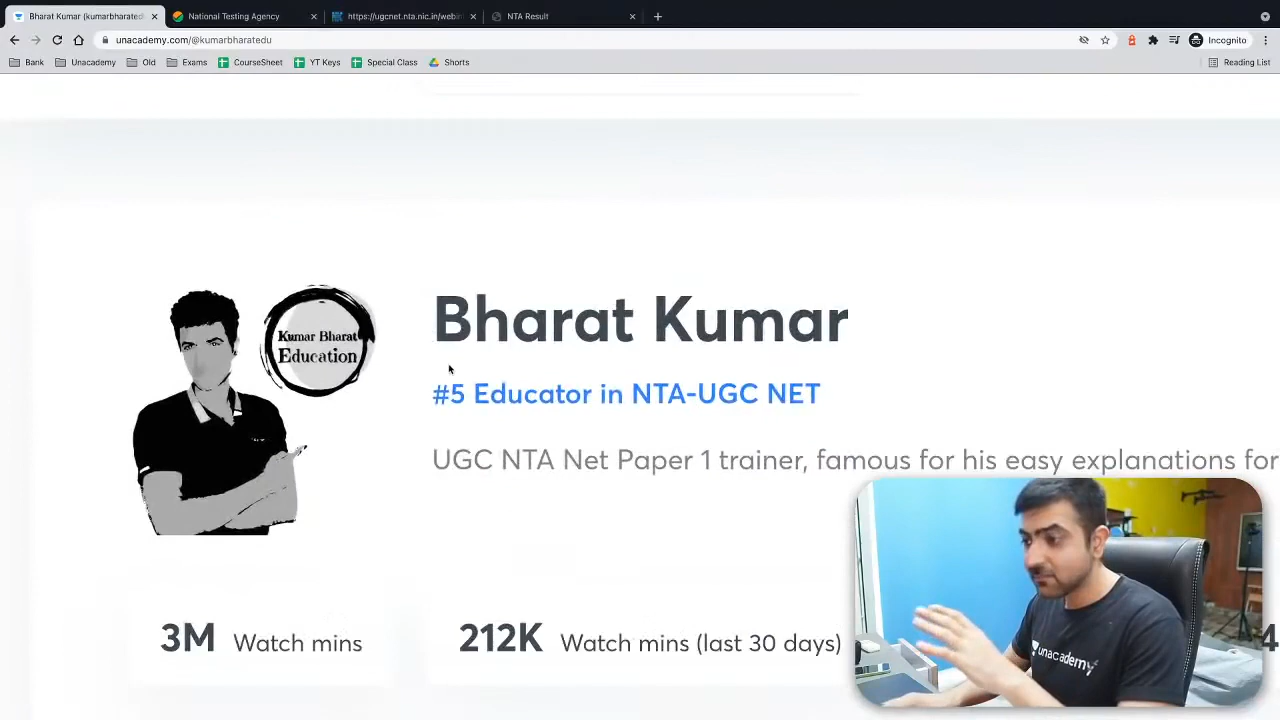 Bharat Kumar (kumarbharated
National Testing Agency
https://ugcnet.nta.nic.in/webin
NTA Result
unacademy.com/@kumarbharatedu
Incognito
Bank
Unacademy
Old
Exams
CourseSheet
YT Keys
Special Class
Shorts
Reading List
Kumar Bharat
Education
Bharat Kumar
#5 Educator in NTA-UGC NET
UGC NTA Net Paper 1 trainer, famous for his easy explanations for
3M Watch mins
212K Watch mins (last 30 days)
4
unacademy